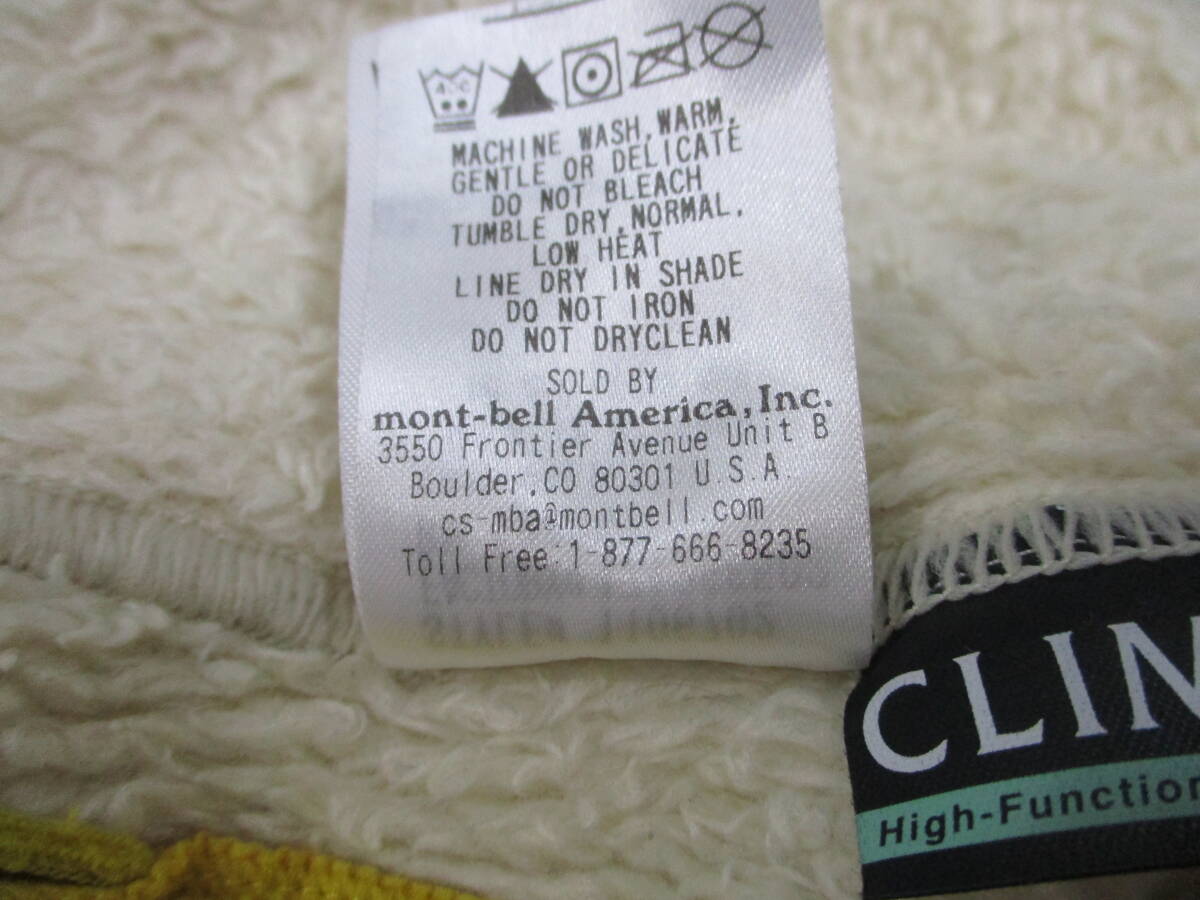 MACHINE WASH, WARM,
GENTLE OR DELICATE
DO NOT BLEACH
TUMBLE DRY, NORMAL,
LOW HEAT
LINE DRY IN SHADE
DO NOT IRON
DO NOT DRYCLEAN
SOLD BY
mont-bell America, Inc.
3550 Frontier Avenue Unit B
Boulder, CO 80301 U.S.A.
cs-mba@montbell.com
Toll Free:1-877-666-8235
CLIM
High-Function